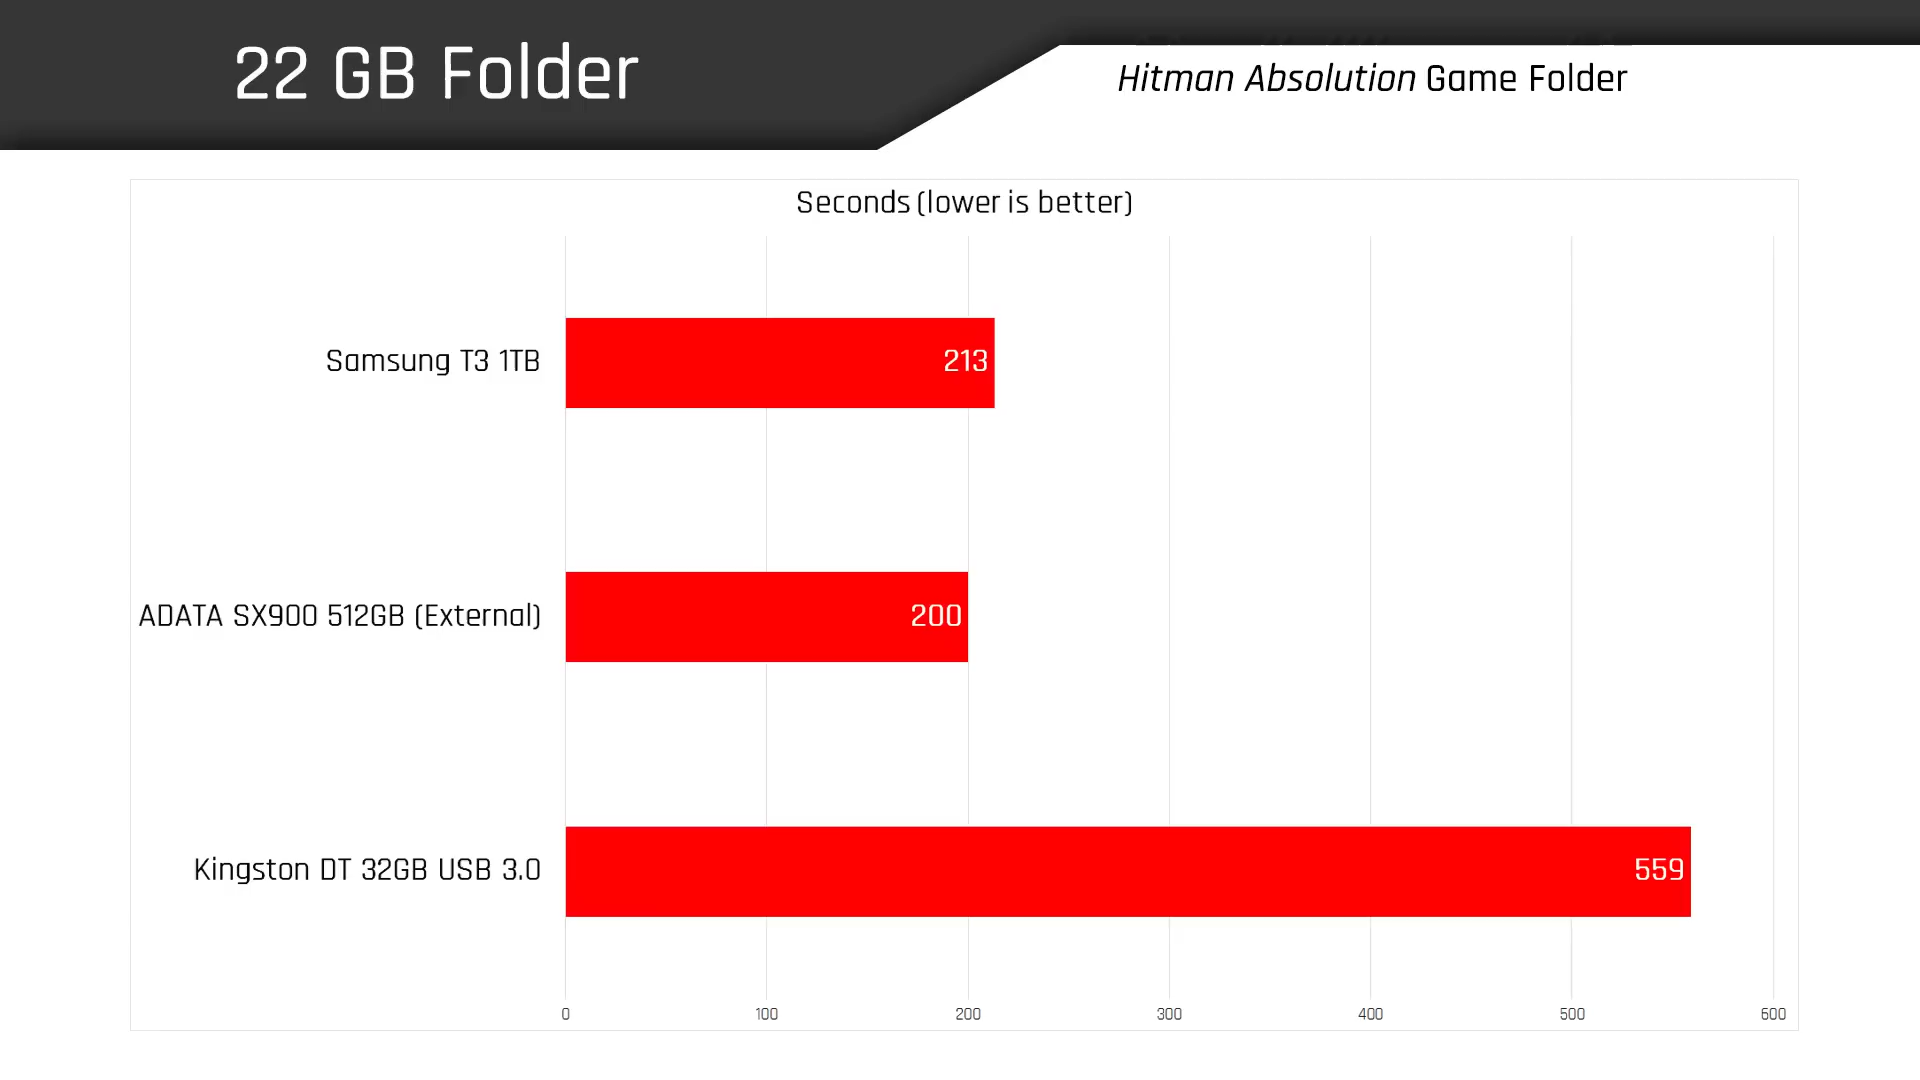 22 GB Folder
Hitman Absolution Game Folder
Seconds (lower is better)
Samsung T3 1TB
213
ADATA SX900 512GB (External)
200
Kingston DT 32GB USB 3.0
559
0 100 200 300 400 500 600